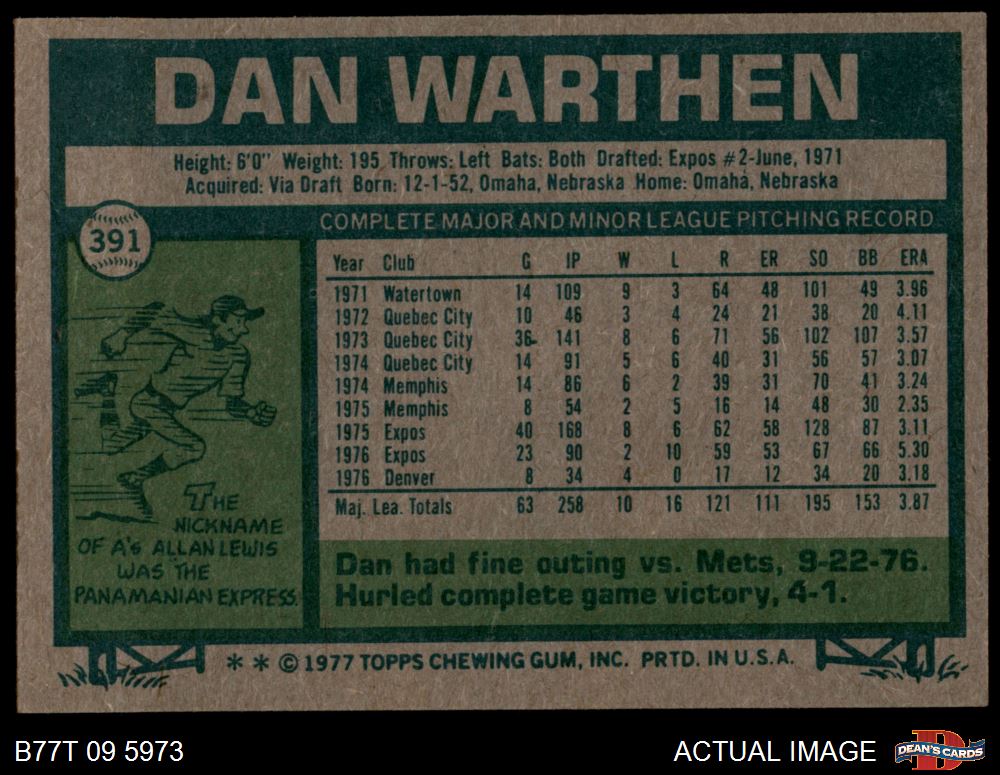 DAN WARTHEN
Height: 6'0" Weight: 195 Throws: Left Bats: Both Drafted: Expos #2-June, 1971
Acquired: Via Draft Born: 12-1-52, Omaha, Nebraska Home: Omaha, Nebraska
391
COMPLETE MAJOR AND MINOR LEAGUE PITCHING RECORD
Year Club G IP W L R ER SO BB ERA
1971 Watertown 14 109 9 3 64 48 101 49 3.96
1972 Quebec City 10 46 3 4 24 21 38 20 4.11
1973 Quebec City 36 141 8 6 71 56 102 107 3.57
1974 Quebec City 14 91 5 6 40 31 56 57 3.07
1974 Memphis 14 86 6 2 39 31 70 41 3.24
1975 Memphis 8 54 2 5 16 14 48 30 2.35
1975 Expos 40 168 8 6 62 58 128 87 3.11
1976 Expos 23 90 2 10 59 53 67 66 5.30
1976 Denver 8 34 4 0 17 12 34 20 3.18
Maj. Lea. Totals 63 258 10 16 121 111 195 153 3.87
THE
NICKNAME
OF A's ALLAN LEWIS
WAS THE
PANAMANIAN EXPRESS.
Dan had fine outing vs. Mets, 9-22-76.
Hurled complete game victory, 4-1.
* * © 1977 TOPPS CHEWING GUM, INC. PRTD. IN U.S.A.
B77T 09 5973
ACTUAL IMAGE
D
DEAN'S CARDS